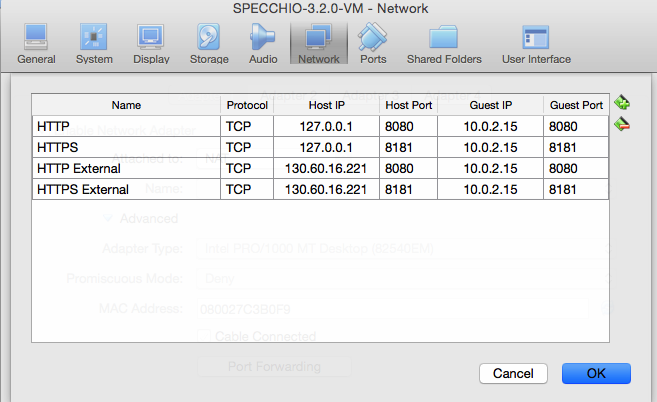 SPECCHIO-3.2.0-VM - Network
General System Display Storage Audio Network Ports Shared Folders User Interface
Name Protocol Host IP Host Port Guest IP Guest Port
HTTP TCP 127.0.0.1 8080 10.0.2.15 8080
HTTPS TCP 127.0.0.1 8181 10.0.2.15 8181
HTTP External TCP 130.60.16.221 8080 10.0.2.15 8080
HTTPS External TCP 130.60.16.221 8181 10.0.2.15 8181
Attached to: NA
Name:
Advanced
Adapter Type: Intel PRO/1000 MT Desktop (82540EM)
Promiscuous Mode: Deny
MAC Address: 080027C3B0F9
Cable Connected
Port Forwarding
Cancel OK